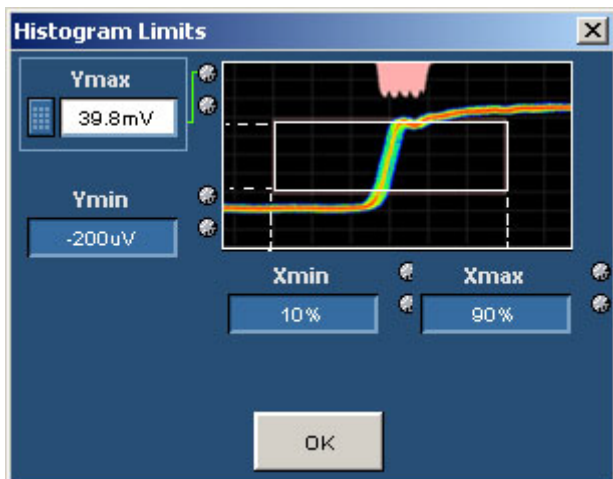 Histogram Limits
Ymax
39.8mV
Ymin
-200uV
Xmin
Xmax
10%
90%
OK